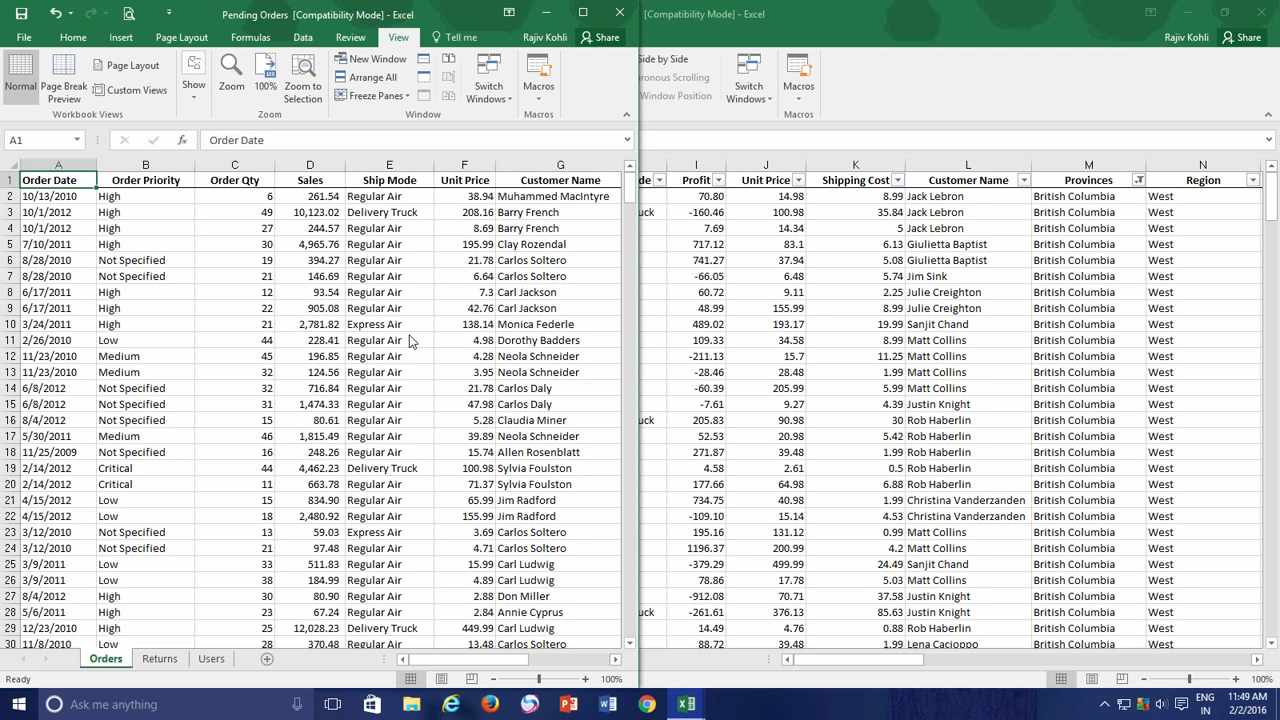 Pending Orders [Compatibility Mode] - Excel
[Compatibility Mode] - Excel
File Home Insert Page Layout Formulas Data Review View Tell me Rajiv Kohli Share
Rajiv Kohli Share
Normal
Page Break
Preview
Page Layout
Custom Views
Show
Zoom
100%
Zoom to
Selection
New Window
Arrange All
Freeze Panes
Switch
Windows
Macros
Workbook Views Zoom Window Macros
Side by Side
Window Position
Switch
Windows
Macros
Macros
A1 fx Order Date
A B C D E F G
1 Order Date Order Priority Order Qty Sales Ship Mode Unit Price Customer Name
2 10/13/2010 High 6 261.54 Regular Air 38.94 Muhammed MacIntyre
3 10/1/2012 High 49 10,123.02 Delivery Truck 208.16 Barry French
4 10/1/2012 High 27 244.57 Regular Air 8.69 Barry French
5 7/10/2011 High 30 4,965.76 Regular Air 195.99 Clay Rozendal
6 8/28/2010 Not Specified 19 394.27 Regular Air 21.78 Carlos Soltero
7 8/28/2010 Not Specified 21 146.69 Regular Air 6.64 Carlos Soltero
8 6/17/2011 High 12 93.54 Regular Air 7.3 Carl Jackson
9 6/17/2011 High 22 905.08 Regular Air 42.76 Carl Jackson
10 3/24/2011 High 21 2,781.82 Express Air 138.14 Monica Federle
11 2/26/2010 Low 44 228.41 Regular Air 4.98 Dorothy Badders
12 11/23/2010 Medium 45 196.85 Regular Air 4.28 Neola Schneider
13 11/23/2010 Medium 32 124.56 Regular Air 3.95 Neola Schneider
14 6/8/2012 Not Specified 32 716.84 Regular Air 21.78 Carlos Daly
15 6/8/2012 Not Specified 31 1,474.33 Regular Air 47.98 Carlos Daly
16 8/4/2012 Not Specified 15 80.61 Regular Air 5.28 Claudia Miner
17 5/30/2011 Medium 46 1,815.49 Regular Air 39.89 Neola Schneider
18 11/25/2009 Not Specified 16 248.26 Regular Air 15.74 Allen Rosenblatt
19 2/14/2012 Critical 44 4,462.23 Delivery Truck 100.98 Sylvia Foulston
20 2/14/2012 Critical 11 663.78 Regular Air 71.37 Sylvia Foulston
21 4/15/2012 Low 15 834.90 Regular Air 65.99 Jim Radford
22 4/15/2012 Low 18 2,480.92 Regular Air 155.99 Jim Radford
23 3/12/2010 Not Specified 13 59.03 Express Air 3.69 Carlos Soltero
24 3/12/2010 Not Specified 21 97.48 Regular Air 4.71 Carlos Soltero
25 3/9/2011 Low 33 511.83 Regular Air 15.99 Carl Ludwig
26 3/9/2011 Low 38 184.99 Regular Air 4.89 Carl Ludwig
27 8/4/2012 High 30 80.90 Regular Air 2.88 Don Miller
28 5/6/2011 High 23 67.24 Regular Air 2.84 Annie Cyprus
29 12/23/2010 High 25 12,028.23 Delivery Truck 449.99 Carl Ludwig
30 11/8/2010 Low 28 370.48 Regular Air 13.48 Carlos Soltero
I J K L M N
Profit Unit Price Shipping Cost Customer Name Provinces Region
70.80 14.98 8.99 Jack Lebron British Columbia West
-160.46 100.98 35.84 Jack Lebron British Columbia West
7.69 14.34 5 Jack Lebron British Columbia West
717.12 83.1 6.13 Giulietta Baptist British Columbia West
741.27 37.94 5.08 Giulietta Baptist British Columbia West
-66.05 6.48 5.74 Jim Sink British Columbia West
60.72 9.11 2.25 Julie Creighton British Columbia West
48.99 155.99 8.99 Julie Creighton British Columbia West
489.02 193.17 19.99 Sanjit Chand British Columbia West
109.33 34.58 8.99 Matt Collins British Columbia West
-211.13 15.7 11.25 Matt Collins British Columbia West
-28.46 28.48 1.99 Matt Collins British Columbia West
-60.39 205.99 5.99 Matt Collins British Columbia West
-7.61 9.27 4.39 Justin Knight British Columbia West
205.83 90.98 30 Rob Haberlin British Columbia West
52.53 20.98 5.42 Rob Haberlin British Columbia West
271.87 39.48 1.99 Rob Haberlin British Columbia West
4.58 2.61 0.5 Rob Haberlin British Columbia West
177.66 64.98 6.88 Rob Haberlin British Columbia West
734.75 40.98 1.99 Christina Vanderzanden British Columbia West
-109.10 15.14 4.53 Christina Vanderzanden British Columbia West
195.16 131.12 0.99 Matt Collins British Columbia West
1196.37 200.99 4.2 Matt Collins British Columbia West
-379.29 499.99 24.49 Sanjit Chand British Columbia West
78.86 17.78 5.03 Matt Collins British Columbia West
-912.08 70.71 37.58 Justin Knight British Columbia West
-261.61 376.13 85.63 Justin Knight British Columbia West
14.49 4.76 0.88 Rob Haberlin British Columbia West
88.72 39.48 1.99 Lena Cacioppo British Columbia West
Orders Returns Users
Ready 100%
100%
Ask me anything
ENG
IN
11:49 AM
2/2/2016